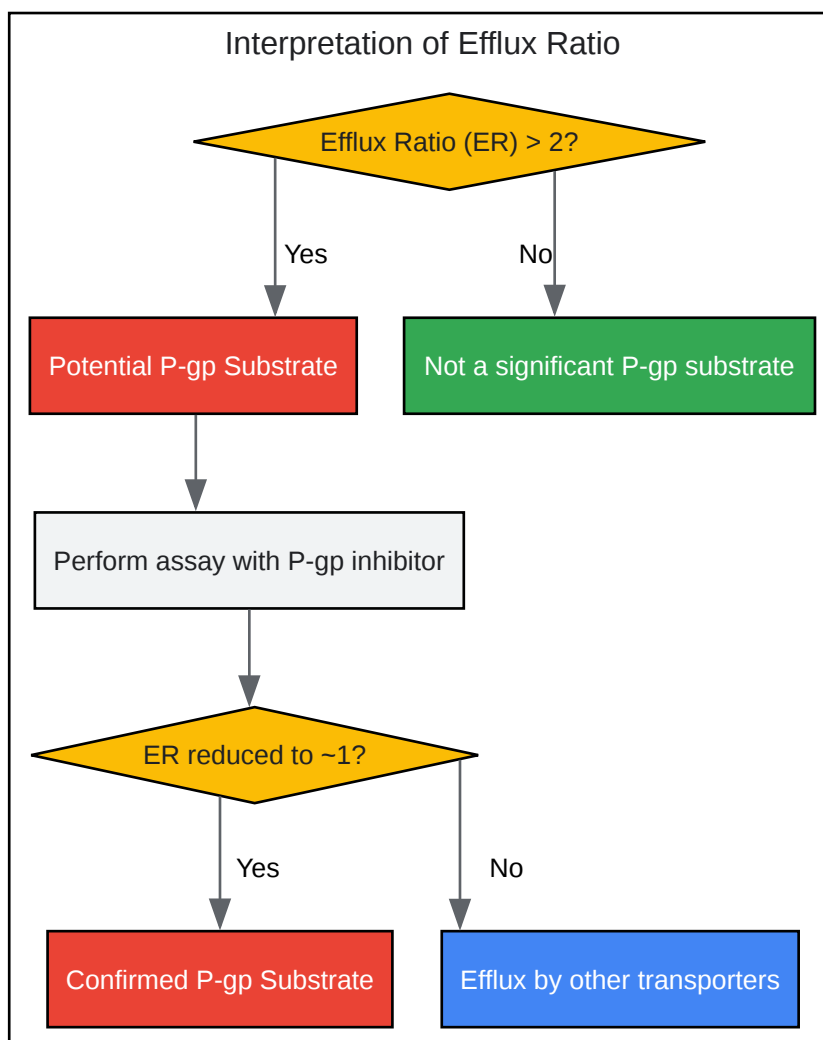 Interpretation of Efflux Ratio
Efflux Ratio (ER) > 2?
Yes
No
Potential P-gp Substrate
Not a significant P-gp substrate
Perform assay with P-gp inhibitor
ER reduced to ~1?
Yes
No
Confirmed P-gp Substrate
Efflux by other transporters